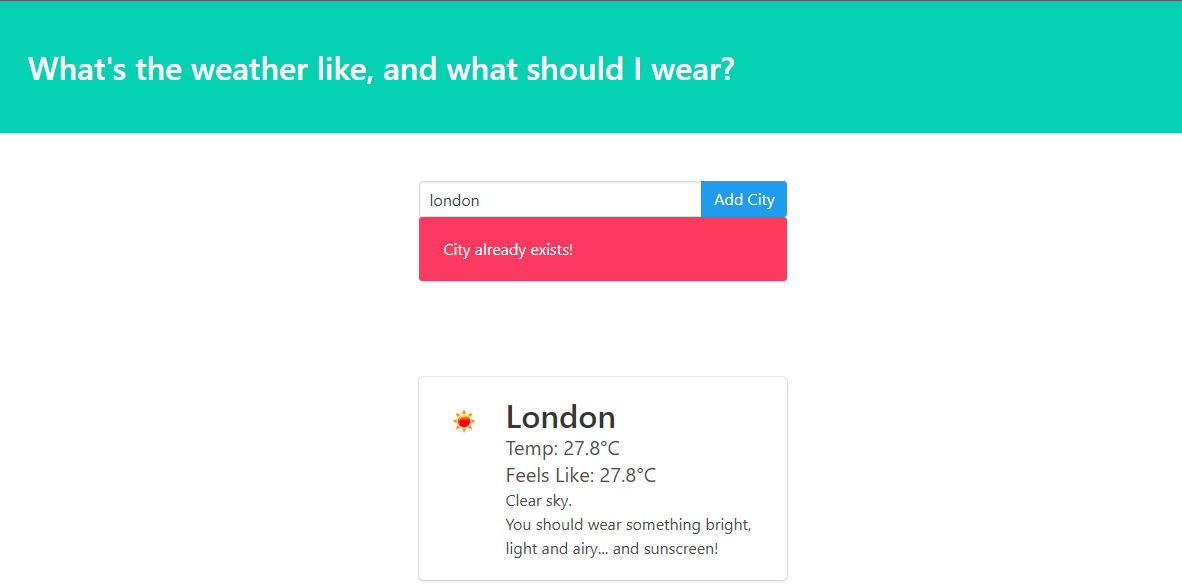 What's the weather like, and what should I wear?
london
Add City
City already exists!
London
Temp: 27.8°C
Feels Like: 27.8°C
Clear sky.
You should wear something bright,
light and airy... and sunscreen!